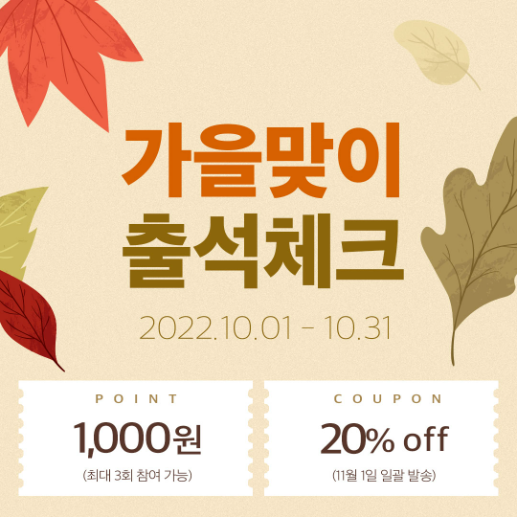 가을맞이
출석체크
2022.10.01 - 10.31
POINT
1,000원
(최대 3회 참여 가능)
COUPON
20% off
(11월 1일 일괄 발송)